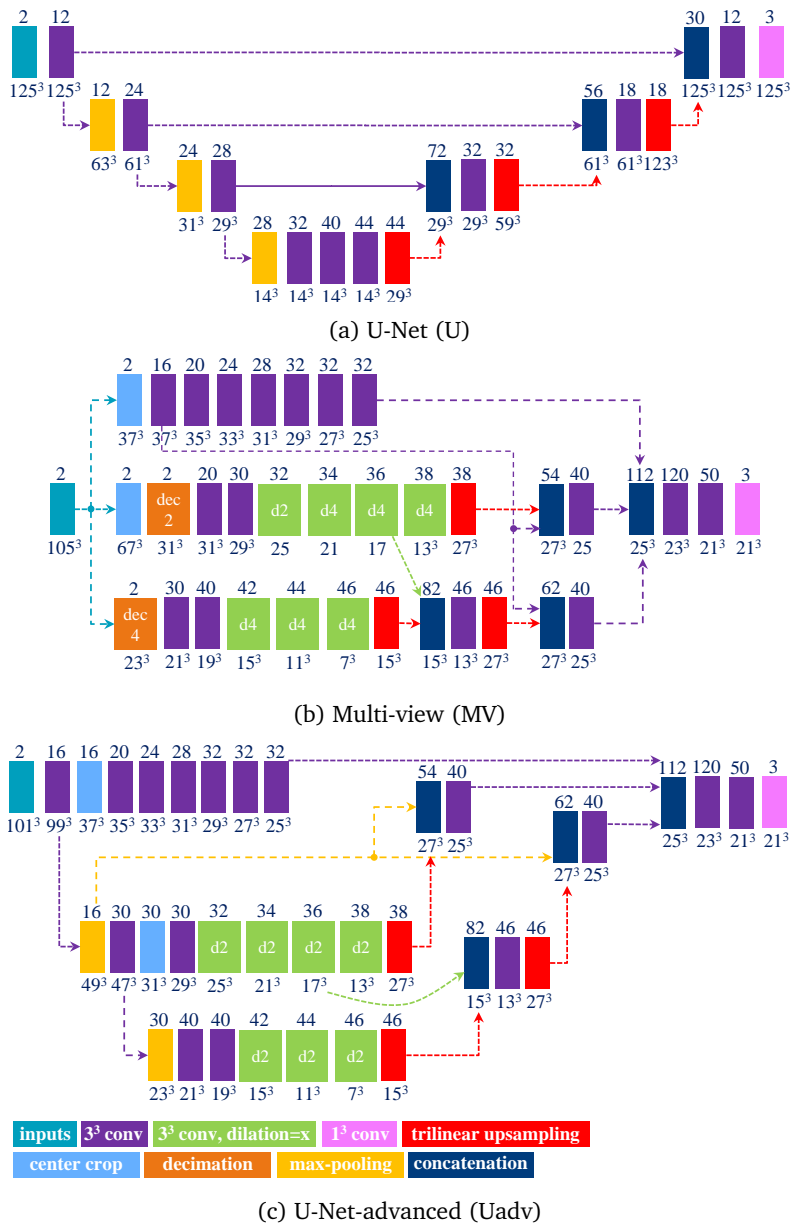 2 12 30 12 3
125³ 125³ 12 24 56 18 18 125³ 125³ 125³
63³ 61³ 24 28 72 32 32 61³ 61³ 123³
31³ 29³ 28 32 40 44 44 29³ 29³ 59³
14³ 14³ 14³ 14³ 29³
(a) U-Net (U)
2 16 20 24 28 32 32 32
37³ 37³ 35³ 33³ 31³ 29³ 27³ 25³
2 2 2 20 30 32 34 36 38 38 54 40 112 120 50 3
dec 2 d2 d4 d4 d4
105³ 67³ 31³ 31³ 29³ 25 21 17 13³ 27³ 27³ 25 25³ 23³ 21³ 21³
2 30 40 42 44 46 46 82 46 46 62 40
dec 4 d4 d4 d4
23³ 21³ 19³ 15³ 11³ 7³ 15³ 15³ 13³ 27³ 27³ 25³
(b) Multi-view (MV)
2 16 16 20 24 28 32 32 32 54 40 112 120 50 3
101³ 99³ 37³ 35³ 33³ 31³ 29³ 27³ 25³ 62 40 25³ 23³ 21³ 21³
27³ 25³
27³ 25³
16 30 30 30 32 34 36 38 38 82 46 46
d2 d2 d2 d2
49³ 47³ 31³ 29³ 25³ 21³ 17³ 13³ 27³ 15³ 13³ 27³
30 40 40 42 44 46 46
d2 d2 d2
23³ 21³ 19³ 15³ 11³ 7³ 15³
inputs 3³ conv 3³ conv, dilation=x 1³ conv trilinear upsampling
center crop decimation max-pooling concatenation
(c) U-Net-advanced (Uadv)